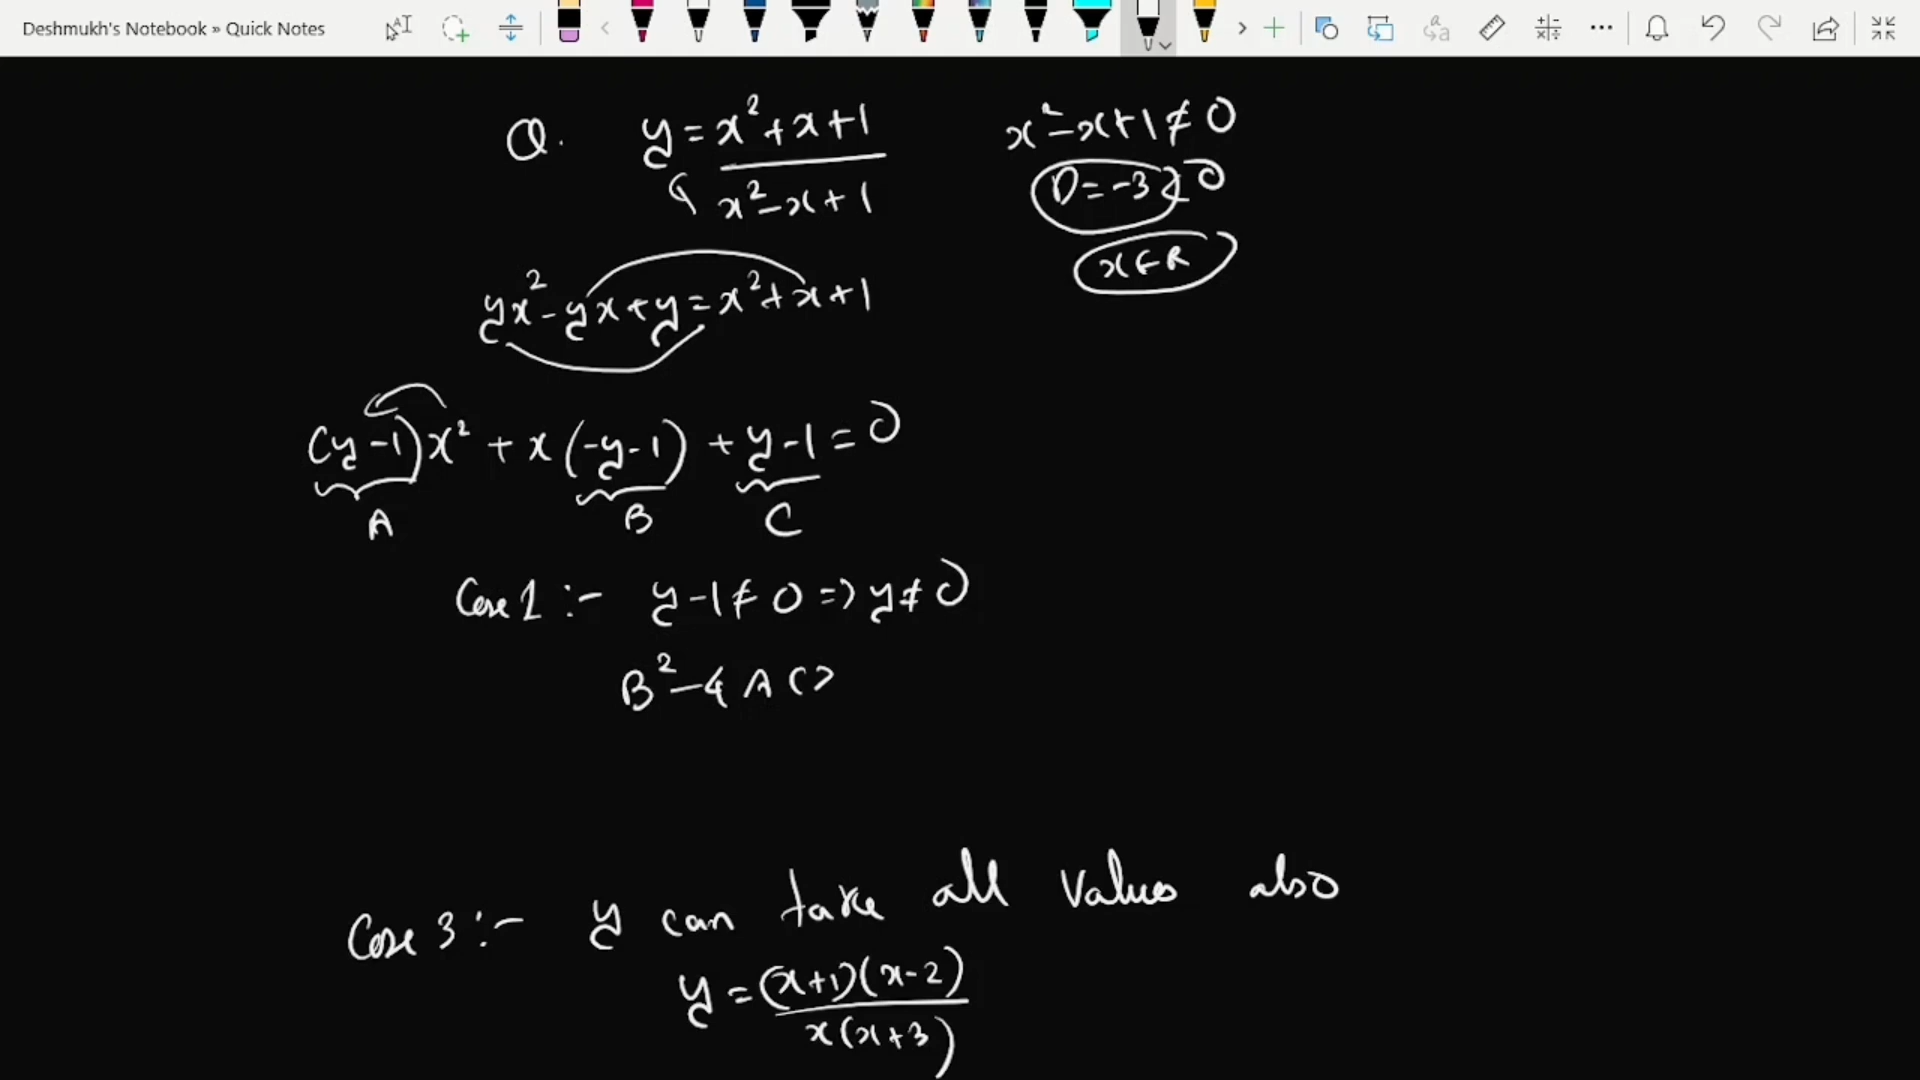 Deshmukh's Notebook » Quick Notes
Q. y = x²+x+1 / x²-x+1
x²-x+1 ≠ 0
D = -3 < 0
x ∈ R
yx² - yx + y = x² + x + 1
(y-1)x² + x(-y-1) + y-1 = 0
A B C
Case 1 :- y-1 ≠ 0 => y ≠ 0
B² - 4AC >
Case 3 :- y can take all values also
y = (x+1)(x-2) / x(x+3)